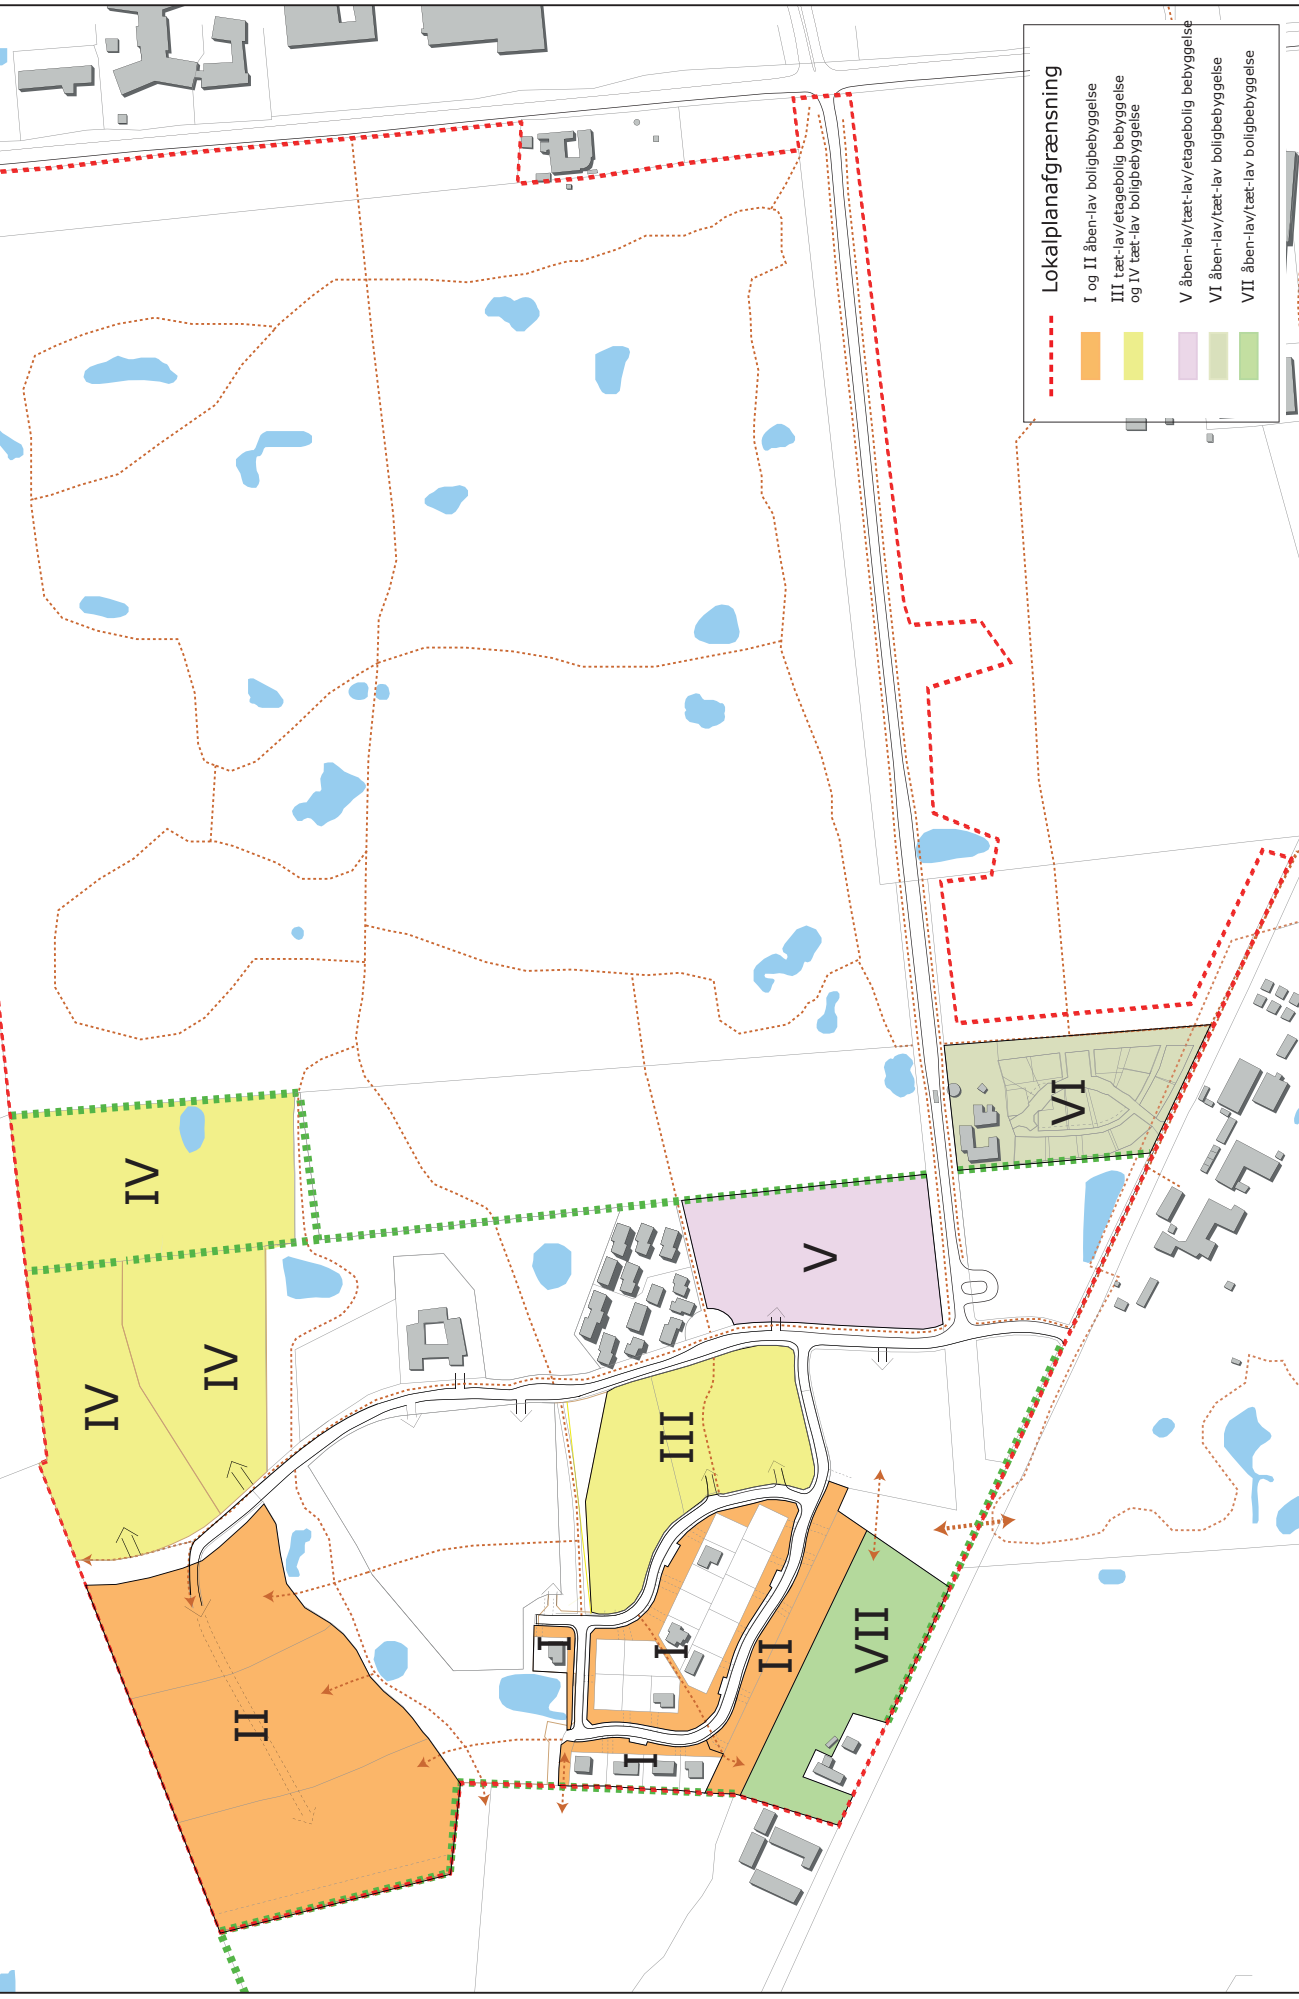 Lokalplanafgrænsning
I og II åben-lav boligbebyggelse
III tæt-lav/etagebolig bebyggelse
og IV tæt-lav boligbebyggelse
V åben-lav/tæt-lav/etagebolig bebyggelse
VI åben-lav/tæt-lav boligbebyggelse
VII åben-lav/tæt-lav boligbebyggelse
IV
IV
IV
II
III
V
VI
I
I
I
II
VII